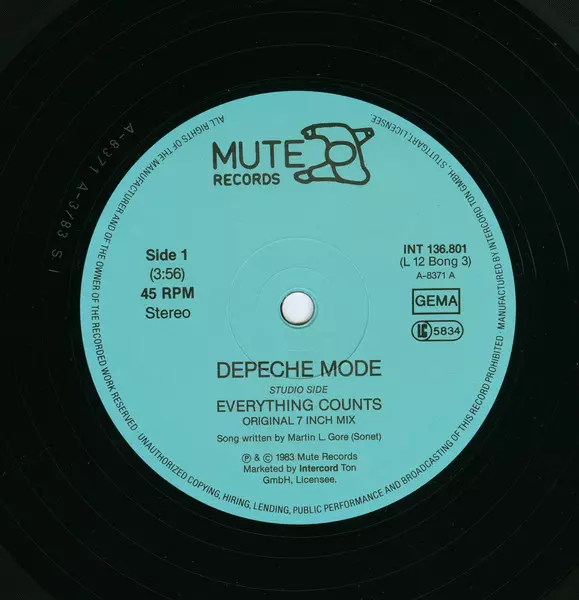 MUTE
RECORDS
Side 1
(3:56)
45 RPM
Stereo
INT 136.801
(L 12 Bong 3)
A-8371 A
GEMA
LC 5834
DEPECHE MODE
STUDIO SIDE
EVERYTHING COUNTS
ORIGINAL 7 INCH MIX
Song written by Martin L. Gore (Sonet)
Ⓟ & © 1983 Mute Records
Marketed by Intercord Ton
GmbH, Licensee.
ALL RIGHTS OF THE MANUFACTURER AND OF THE OWNER OF THE RECORDED WORK RESERVED · UNAUTHORIZED COPYING, HIRING, LENDING, PUBLIC PERFORMANCE AND BROADCASTING OF THIS RECORD PROHIBITED · MANUFACTURED BY INTERCORD TON GMBH, STUTTGART, LICENSEE.
A-8371 A-3/83 S I